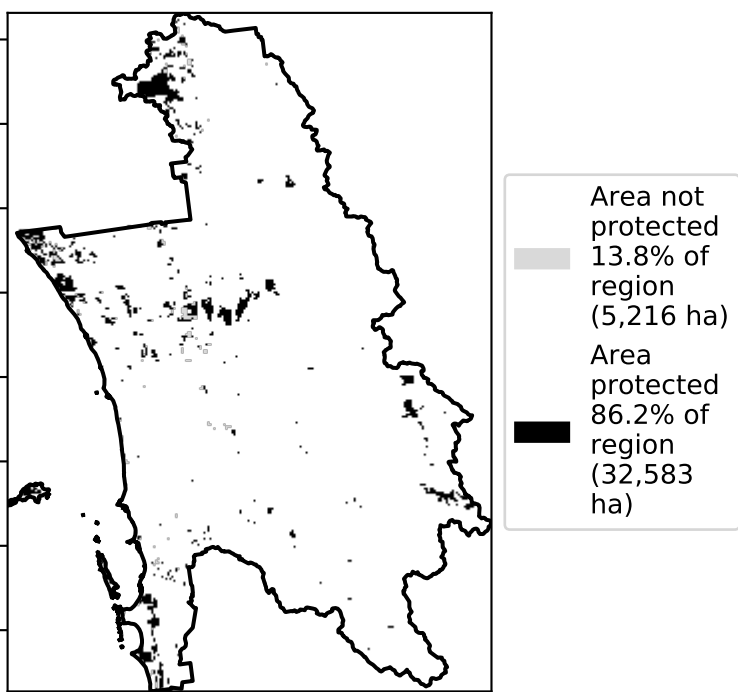 Area not
protected
13.8% of
region
(5,216 ha)
Area
protected
86.2% of
region
(32,583
ha)